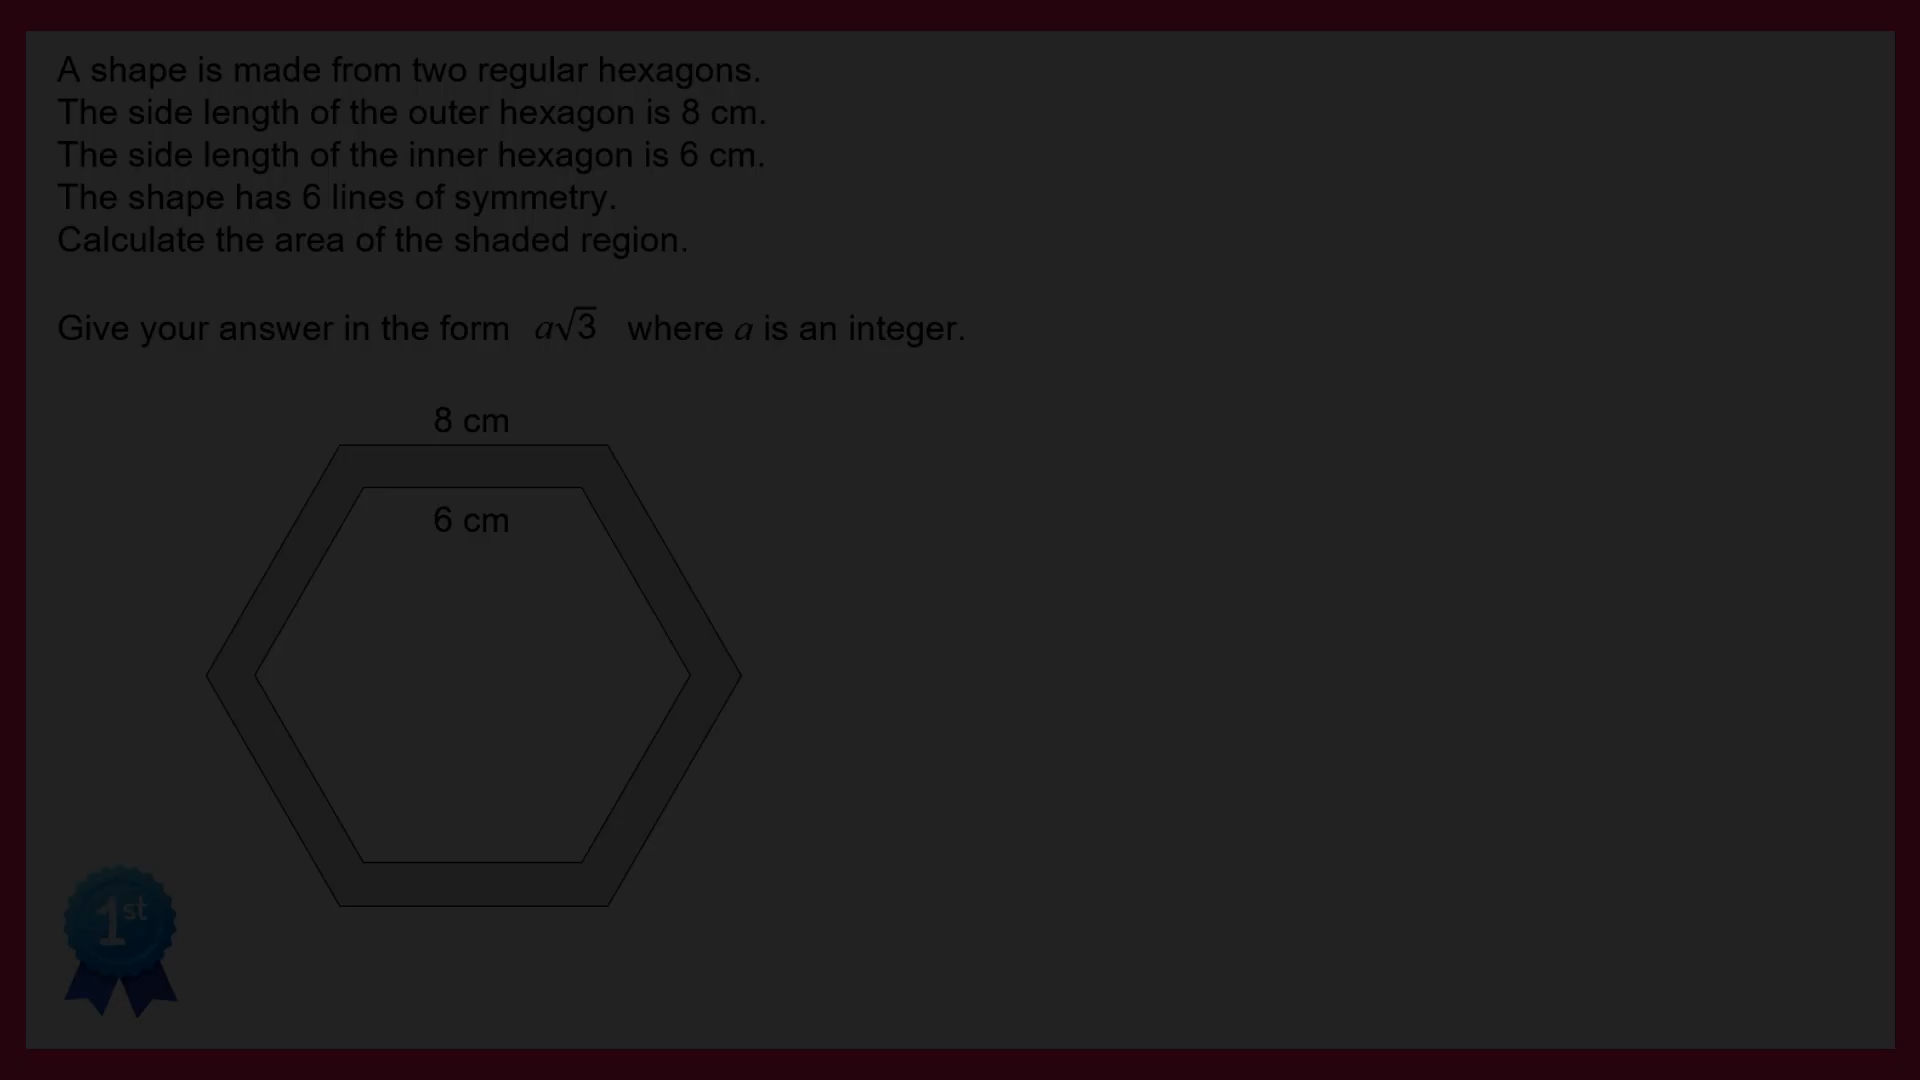 A shape is made from two regular hexagons.
The side length of the outer hexagon is 8 cm.
The side length of the inner hexagon is 6 cm.
The shape has 6 lines of symmetry.
Calculate the area of the shaded region.
Give your answer in the form a√3 where a is an integer.
8 cm
6 cm
1st